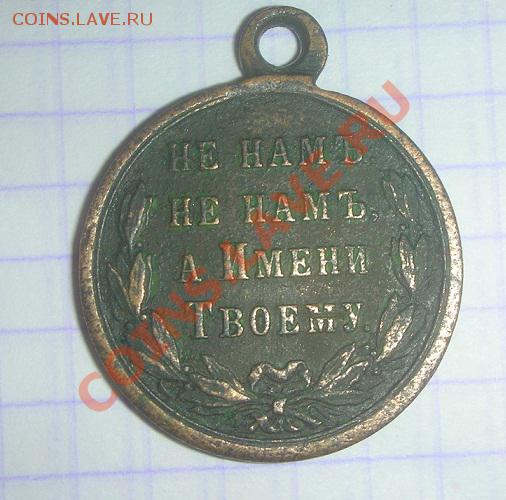 COINS.LAVE.RU
COINS.LAVE.RU
НЕ НАМЪ
НЕ НАМЪ,
А ИМЕНИ
ТВОЕМУ.